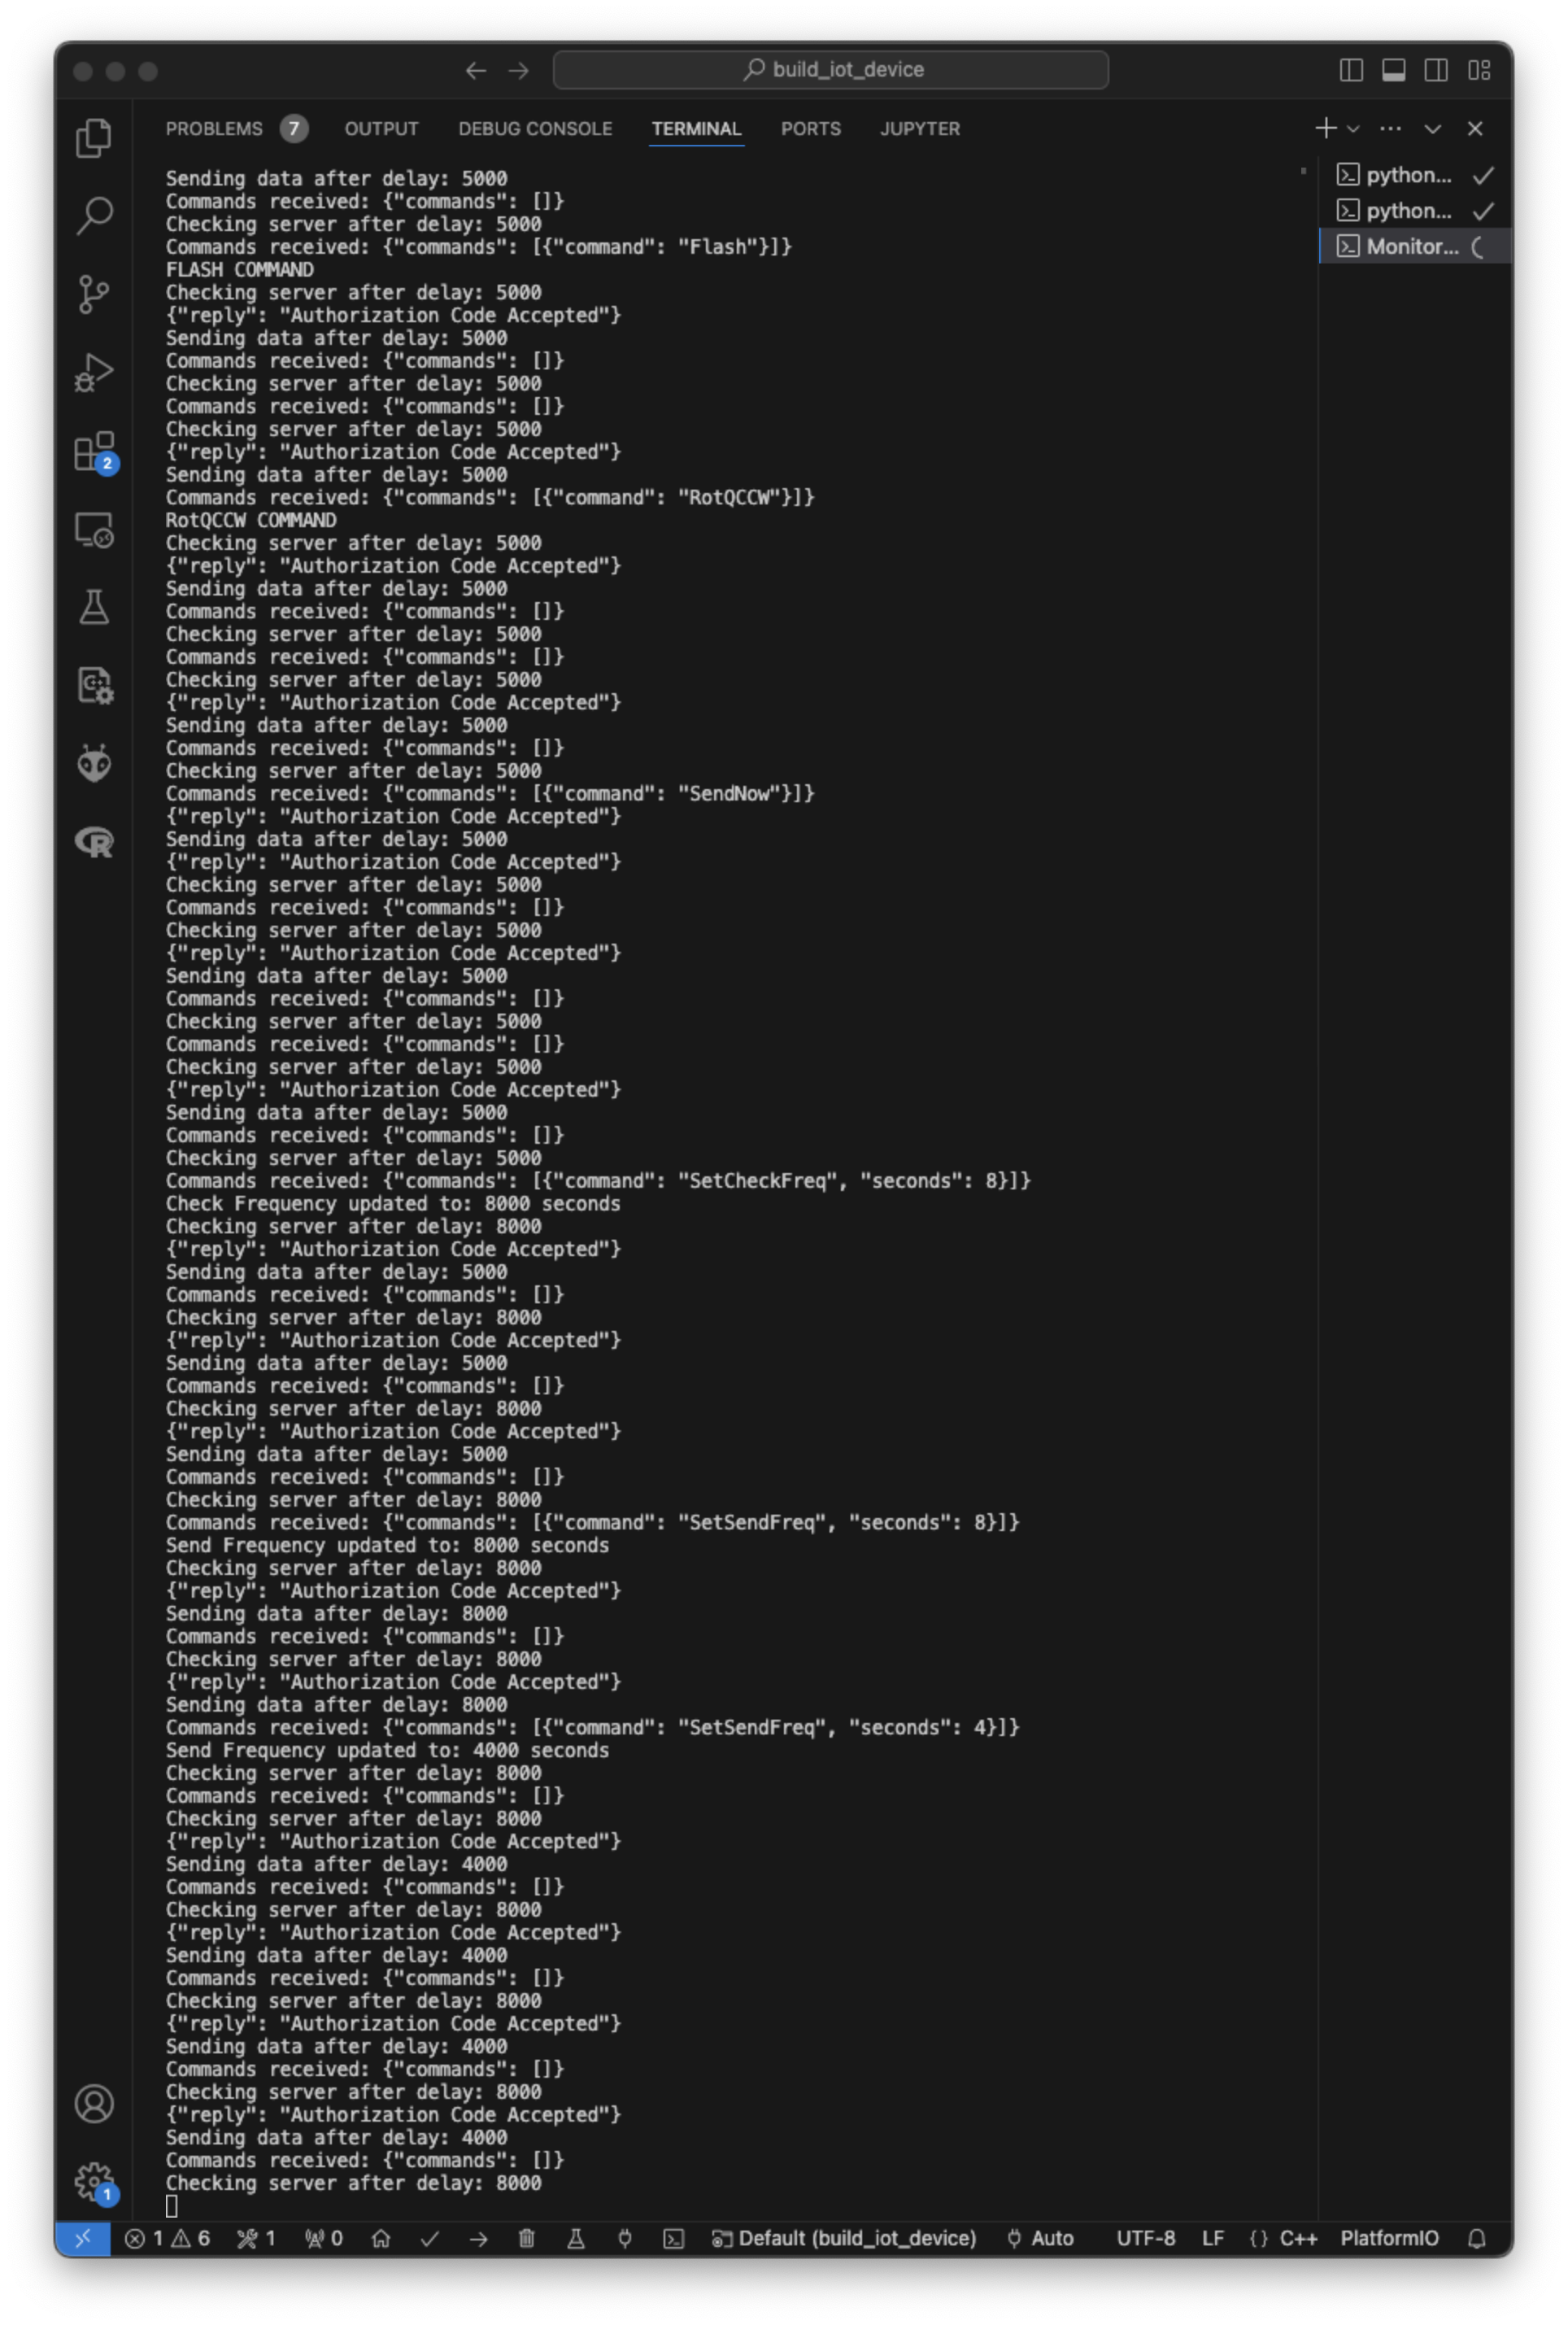 build_iot_device
PROBLEMS 7 OUTPUT DEBUG CONSOLE TERMINAL PORTS JUPYTER
Sending data after delay: 5000
Commands received: {"commands": []}
Checking server after delay: 5000
Commands received: {"commands": [{"command": "Flash"}]}
FLASH COMMAND
Checking server after delay: 5000
{"reply": "Authorization Code Accepted"}
Sending data after delay: 5000
Commands received: {"commands": []}
Checking server after delay: 5000
Commands received: {"commands": []}
Checking server after delay: 5000
{"reply": "Authorization Code Accepted"}
Sending data after delay: 5000
Commands received: {"commands": [{"command": "RotQCCW"}]}
RotQCCW COMMAND
Checking server after delay: 5000
{"reply": "Authorization Code Accepted"}
Sending data after delay: 5000
Commands received: {"commands": []}
Checking server after delay: 5000
Commands received: {"commands": []}
Checking server after delay: 5000
{"reply": "Authorization Code Accepted"}
Sending data after delay: 5000
Commands received: {"commands": []}
Checking server after delay: 5000
Commands received: {"commands": [{"command": "SendNow"}]}
{"reply": "Authorization Code Accepted"}
Sending data after delay: 5000
{"reply": "Authorization Code Accepted"}
Checking server after delay: 5000
Commands received: {"commands": []}
Checking server after delay: 5000
{"reply": "Authorization Code Accepted"}
Sending data after delay: 5000
Commands received: {"commands": []}
Checking server after delay: 5000
Commands received: {"commands": []}
Checking server after delay: 5000
{"reply": "Authorization Code Accepted"}
Sending data after delay: 5000
Commands received: {"commands": []}
Checking server after delay: 5000
Commands received: {"commands": [{"command": "SetCheckFreq", "seconds": 8}]}
Check Frequency updated to: 8000 seconds
Checking server after delay: 8000
{"reply": "Authorization Code Accepted"}
Sending data after delay: 5000
Commands received: {"commands": []}
Checking server after delay: 8000
{"reply": "Authorization Code Accepted"}
Sending data after delay: 5000
Commands received: {"commands": []}
Checking server after delay: 8000
{"reply": "Authorization Code Accepted"}
Sending data after delay: 5000
Commands received: {"commands": []}
Checking server after delay: 8000
Commands received: {"commands": [{"command": "SetSendFreq", "seconds": 8}]}
Send Frequency updated to: 8000 seconds
Checking server after delay: 8000
{"reply": "Authorization Code Accepted"}
Sending data after delay: 8000
Commands received: {"commands": []}
Checking server after delay: 8000
{"reply": "Authorization Code Accepted"}
Sending data after delay: 8000
Commands received: {"commands": [{"command": "SetSendFreq", "seconds": 4}]}
Send Frequency updated to: 4000 seconds
Checking server after delay: 8000
Commands received: {"commands": []}
Checking server after delay: 8000
{"reply": "Authorization Code Accepted"}
Sending data after delay: 4000
Commands received: {"commands": []}
Checking server after delay: 8000
{"reply": "Authorization Code Accepted"}
Sending data after delay: 4000
Commands received: {"commands": []}
Checking server after delay: 8000
{"reply": "Authorization Code Accepted"}
Sending data after delay: 4000
Commands received: {"commands": []}
Checking server after delay: 8000
{"reply": "Authorization Code Accepted"}
Sending data after delay: 4000
Commands received: {"commands": []}
Checking server after delay: 8000
python...
python...
Monitor...
2
C++
R
1
1 6 1 0 Default (build_iot_device) Auto UTF-8 LF {} C++ PlatformIO